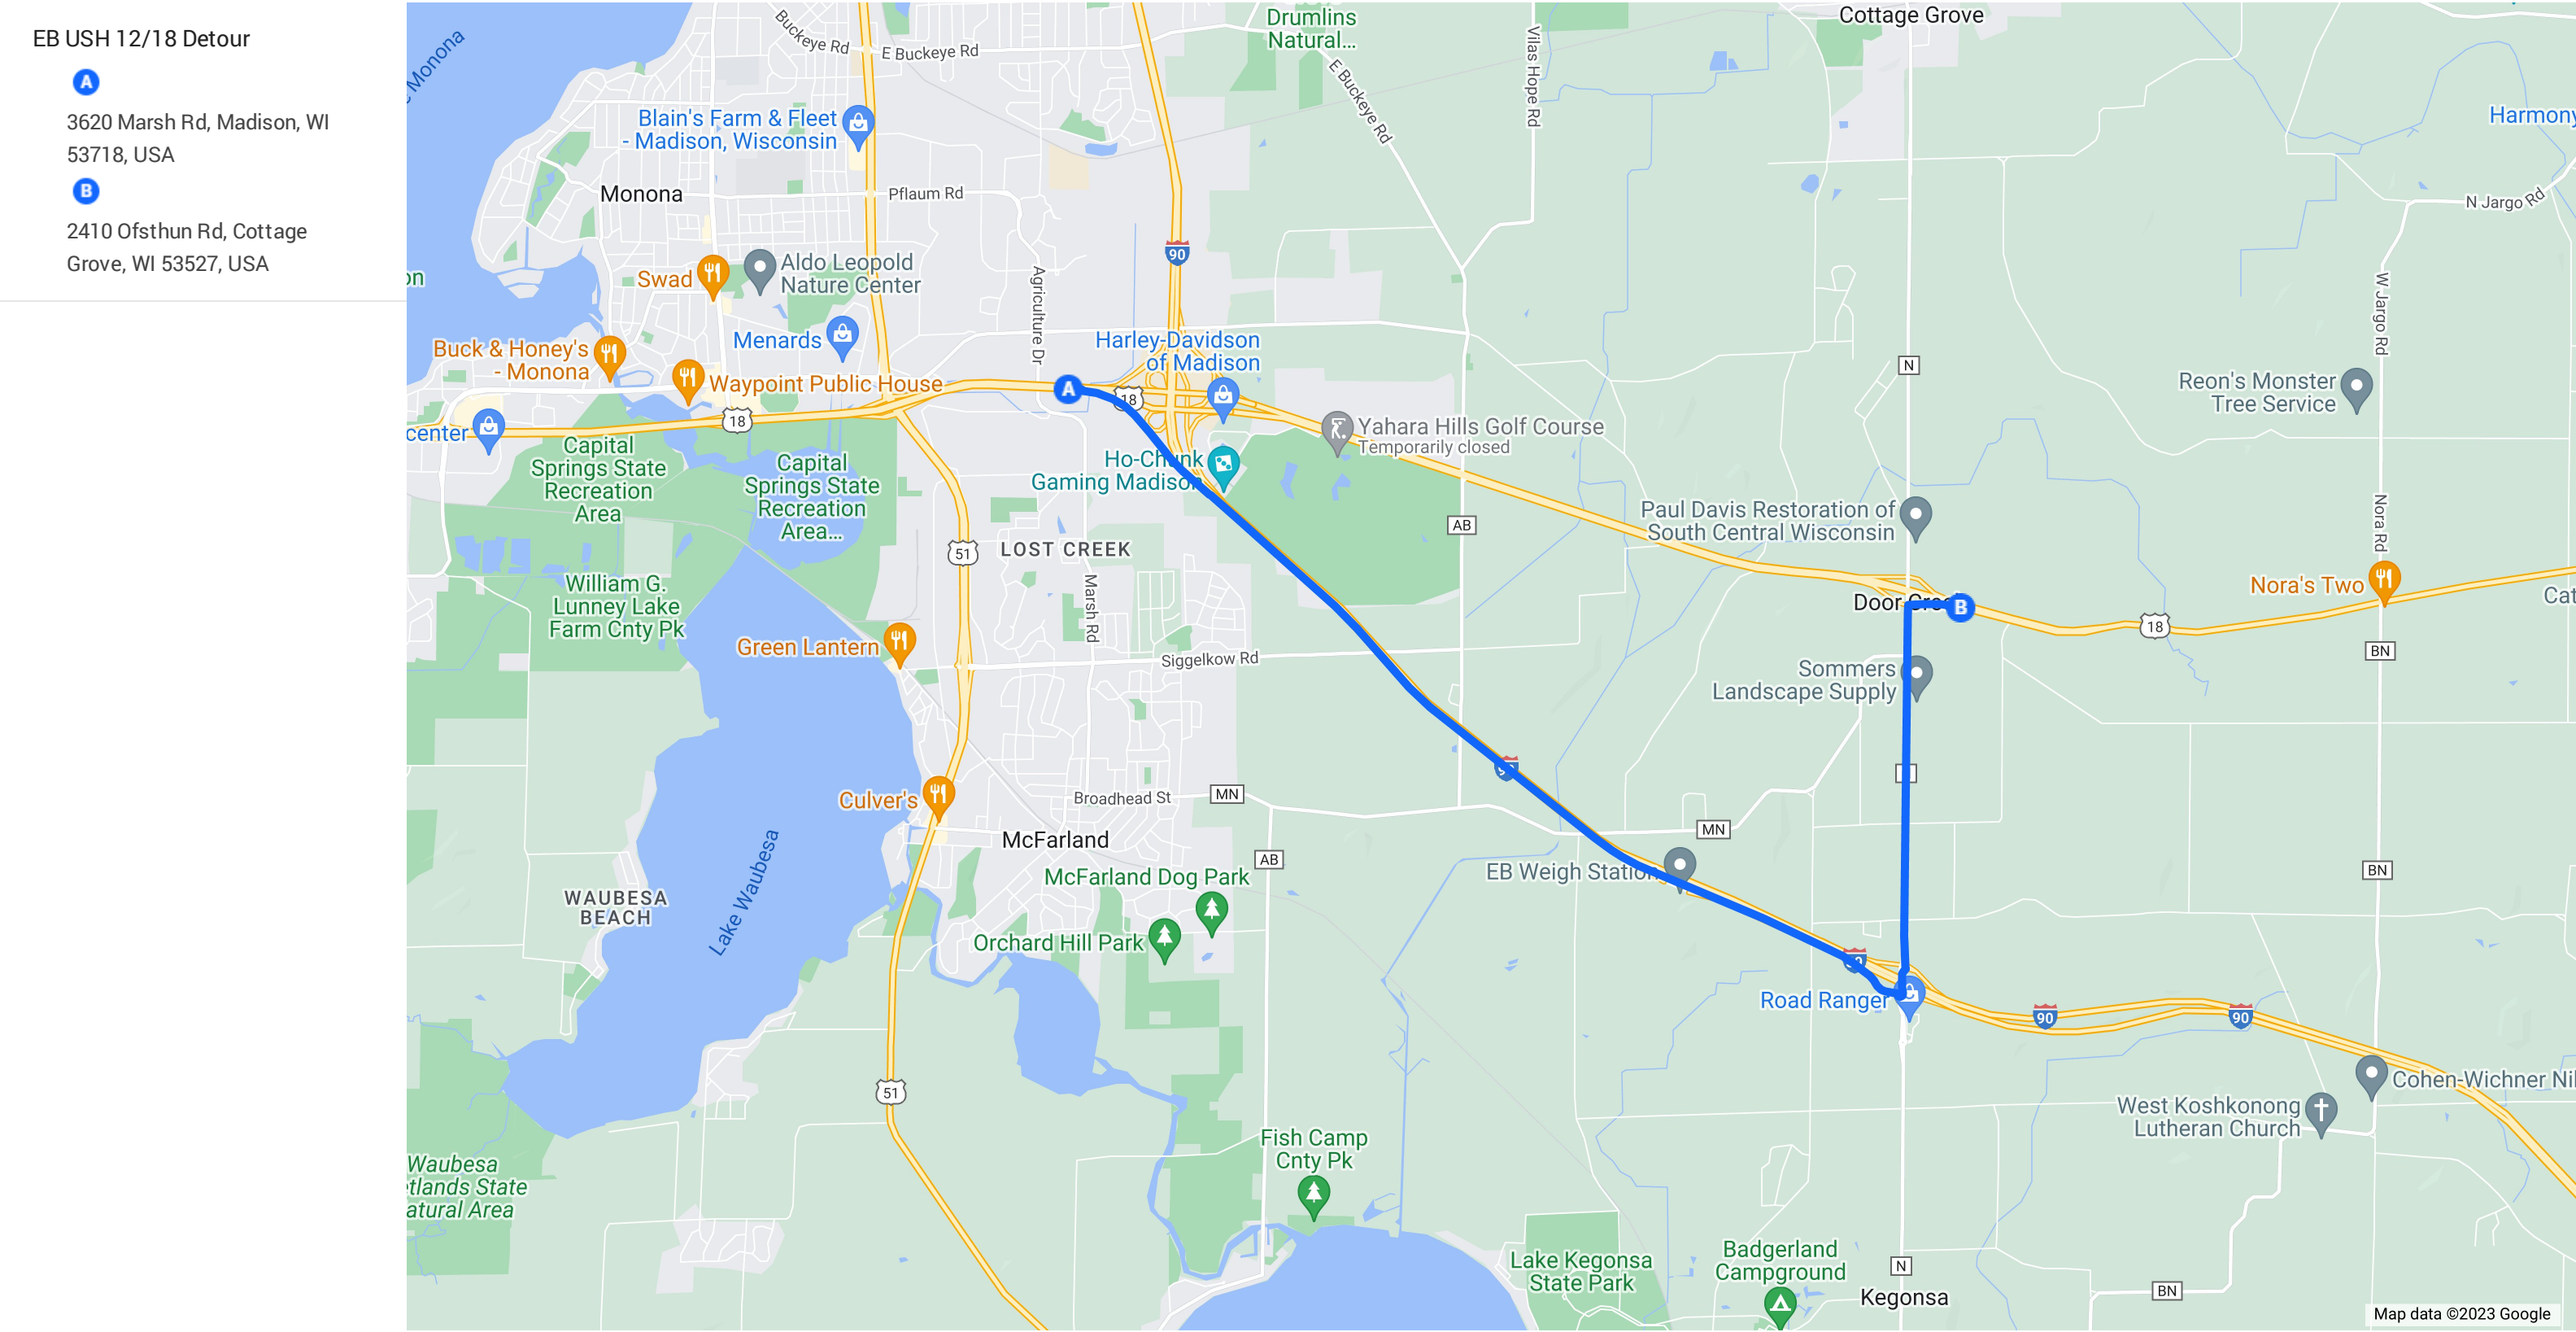 EB USH 12/18 Detour
A
3620 Marsh Rd, Madison, WI
53718, USA
B
2410 Ofsthun Rd, Cottage
Grove, WI 53527, USA
Monona
Buckeye Rd
E Buckeye Rd
Drumlins
Natural...
Vilas Hope Rd
Cottage Grove
E Buckeye Rd
Blain's Farm & Fleet
- Madison, Wisconsin
Harmony
Monona
Pflaum Rd
N Jargo Rd
90
on
Swad
Aldo Leopold
Nature Center
Agriculture Dr
W Jargo Rd
Menards
Harley-Davidson
of Madison
Buck & Honey's
- Monona
N
Waypoint Public House
A
18
Reon's Monster
Tree Service
18
center
Yahara Hills Golf Course
Temporarily closed
Capital
Springs State
Recreation
Area
Capital
Springs State
Recreation
Area...
Ho-Chunk
Gaming Madison
AB
Paul Davis Restoration of
South Central Wisconsin
Nora Rd
51
LOST CREEK
William G.
Lunney Lake
Farm Cnty Pk
Marsh Rd
Nora's Two
Cat
B
18
Green Lantern
Siggelkow Rd
BN
Sommers
Landscape Supply
Culver's
Broadhead St
MN
McFarland
MN
AB
EB Weigh Station
BN
McFarland Dog Park
WAUBESA
BEACH
Lake Waubesa
Orchard Hill Park
Road Ranger
90
90
51
Cohen-Wichner Nil
West Koshkonong
Lutheran Church
Fish Camp
Cnty Pk
Waubesa
etlands State
atural Area
Lake Kegonsa
State Park
Badgerland
Campground
N
Kegonsa
BN
Map data ©2023 Google